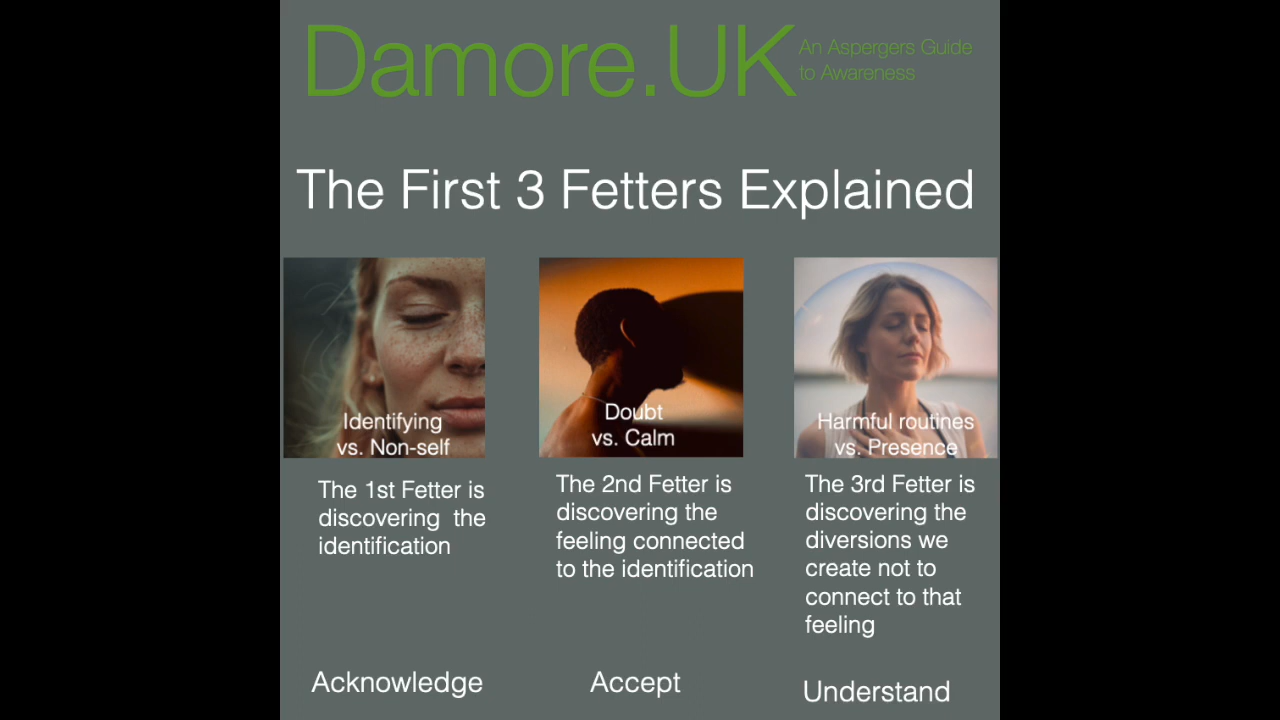 Damore.UK
An Aspergers Guide
to Awareness
The First 3 Fetters Explained
Identifying
vs. Non-self
Doubt
vs. Calm
Harmful routines
vs. Presence
The 1st Fetter is
discovering the
identification
The 2nd Fetter is
discovering the
feeling connected
to the identification
The 3rd Fetter is
discovering the
diversions we
create not to
connect to that
feeling
Acknowledge
Accept
Understand